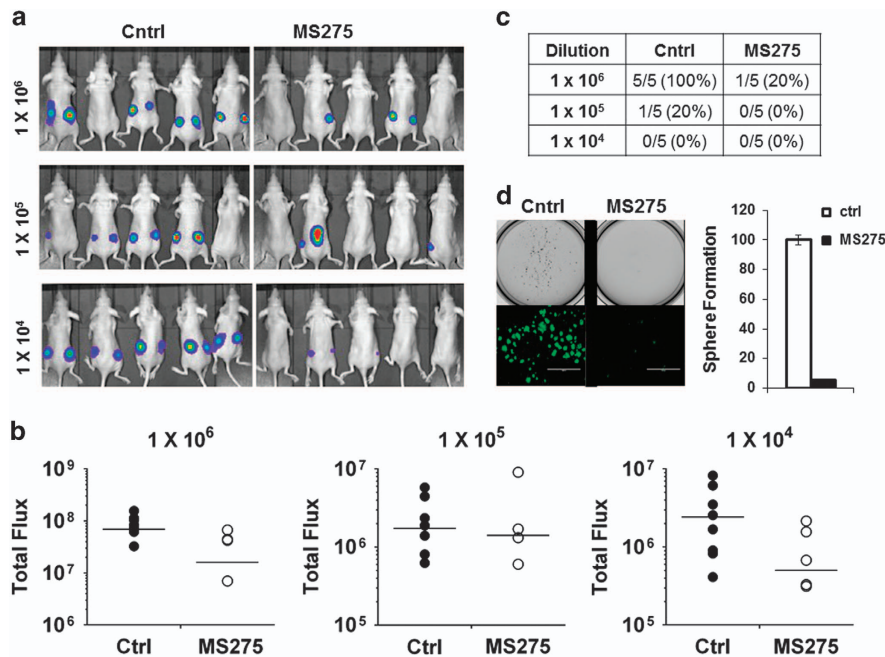 a
Cntrl MS275
1 X 10⁶
1 X 10⁵
1 X 10⁴
c
Dilution Cntrl MS275
1 X 10⁶ 5/5 (100%) 1/5 (20%)
1 X 10⁵ 1/5 (20%) 0/5 (0%)
1 X 10⁴ 0/5 (0%) 0/5 (0%)
d
Cntrl MS275
Sphere Formation
120
100
80
60
40
20
0
ctrl
MS275
b
1 X 10⁶
Total Flux
10⁹
10⁸
10⁷
10⁶
Ctrl MS275
1 X 10⁵
Total Flux
10⁷
10⁶
10⁵
Ctrl MS275
1 X 10⁴
Total Flux
10⁷
10⁶
10⁵
Ctrl MS275